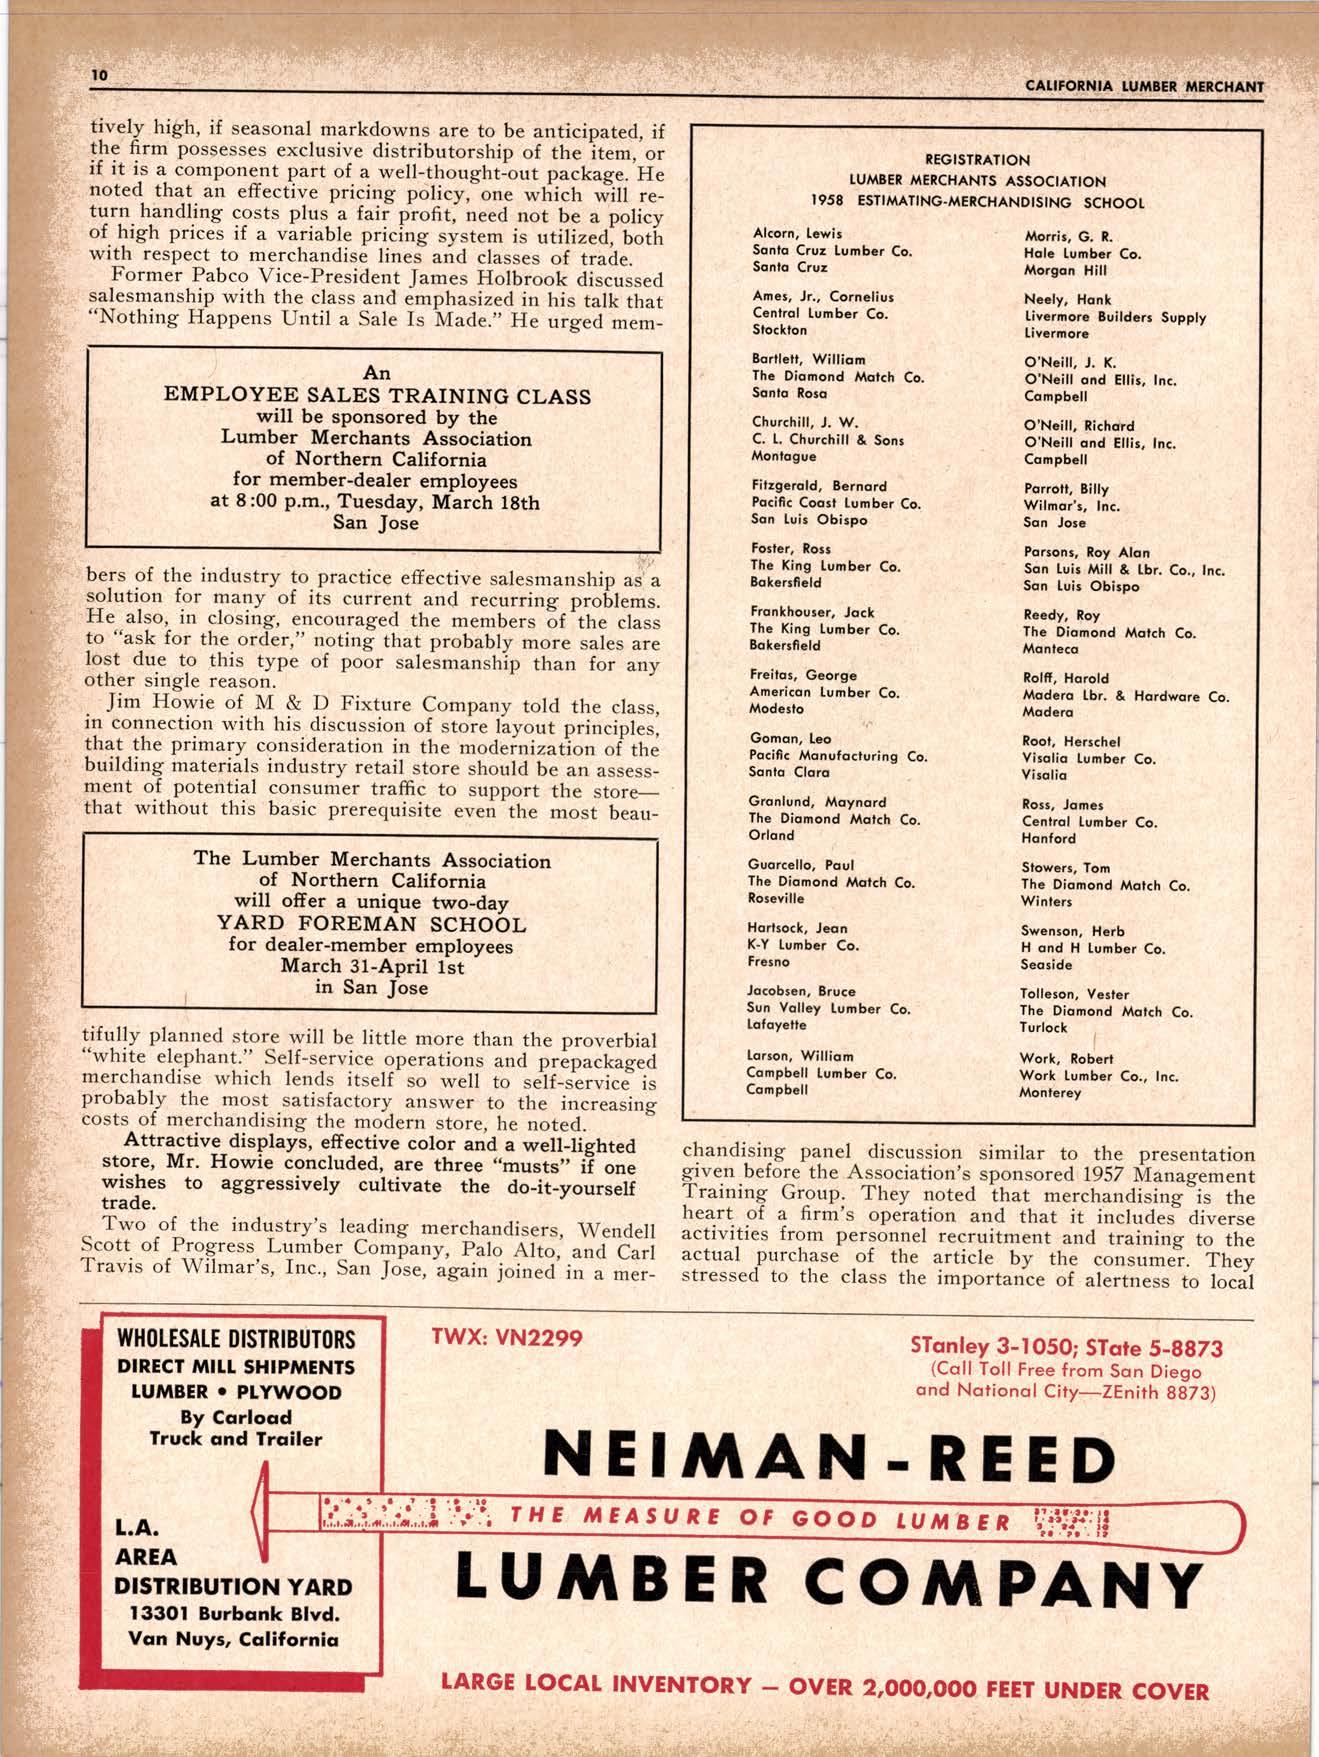 10
CALIFORNIA LUMBER MERCHANT
tively high, if seasonal markdowns are to be anticipated, if
the firm possesses exclusive distributorship of the item, or
if it is a component part of a well-thought-out package. He
noted that an effective pricing policy, one which will re-
turn handling costs plus a fair profit, need not be a policy
of high prices if a variable pricing system is utilized, both
with respect to merchandise lines and classes of trade.
Former Pabco Vice-President James Holbrook discussed
salesmanship with the class and emphasized in his talk that
“Nothing Happens Until a Sale Is Made.” He urged mem-
An
EMPLOYEE SALES TRAINING CLASS
will be sponsored by the
Lumber Merchants Association
of Northern California
for member-dealer employees
at 8:00 p.m., Tuesday, March 18th
San Jose
bers of the industry to practice effective salesmanship as a
solution for many of its current and recurring problems.
He also, in closing, encouraged the members of the class
to “ask for the order,” noting that probably more sales are
lost due to this type of poor salesmanship than for any
other single reason.
Jim Howie of M & D Fixture Company told the class,
in connection with his discussion of store layout principles,
that the primary consideration in the modernization of the
building materials industry retail store should be an assess-
ment of potential consumer traffic to support the store—
that without this basic prerequisite even the most beau-
The Lumber Merchants Association
of Northern California
will offer a unique two-day
YARD FOREMAN SCHOOL
for dealer-member employees
March 31-April 1st
in San Jose
tifully planned store will be little more than the proverbial
“white elephant.” Self-service operations and prepackaged
merchandise which lends itself so well to self-service is
probably the most satisfactory answer to the increasing
costs of merchandising the modern store, he noted.
Attractive displays, effective color and a well-lighted
store, Mr. Howie concluded, are three “musts” if one
wishes to aggressively cultivate the do-it-yourself
trade.
Two of the industry's leading merchandisers, Wendell
Scott of Progress Lumber Company, Palo Alto, and Carl
Travis of Wilmar's, Inc., San Jose, again joined in a mer-
REGISTRATION
LUMBER MERCHANTS ASSOCIATION
1958 ESTIMATING-MERCHANDISING SCHOOL
Alcorn, Lewis
Santa Cruz Lumber Co.
Santa Cruz
Ames, Jr., Cornelius
Central Lumber Co.
Stockton
Bartlett, William
The Diamond Match Co.
Santa Rosa
Churchill, J. W.
C. L. Churchill & Sons
Montague
Fitzgerald, Bernard
Pacific Coast Lumber Co.
San Luis Obispo
Foster, Ross
The King Lumber Co.
Bakersfield
Frankhouser, Jack
The King Lumber Co.
Bakersfield
Freitas, George
American Lumber Co.
Modesto
Goman, Leo
Pacific Manufacturing Co.
Santa Clara
Granlund, Maynard
The Diamond Match Co.
Orland
Guarcello, Paul
The Diamond Match Co.
Roseville
Hartsock, Jean
K-Y Lumber Co.
Fresno
Jacobsen, Bruce
Sun Valley Lumber Co.
Lafayette
Larson, William
Campbell Lumber Co.
Campbell
Morris, G. R.
Hale Lumber Co.
Morgan Hill
Neely, Hank
Livermore Builders Supply
Livermore
O'Neill, J. K.
O'Neill and Ellis, Inc.
Campbell
O'Neill, Richard
O'Neill and Ellis, Inc.
Campbell
Parrott, Billy
Wilmar's, Inc.
San Jose
Parsons, Roy Alan
San Luis Mill & Lbr. Co., Inc.
San Luis Obispo
Reedy, Roy
The Diamond Match Co.
Manteca
Rolff, Harold
Madera Lbr. & Hardware Co.
Madera
Root, Herschel
Visalia Lumber Co.
Visalia
Ross, James
Central Lumber Co.
Hanford
Stowers, Tom
The Diamond Match Co.
Winters
Swenson, Herb
H and H Lumber Co.
Seaside
Tolleson, Vester
The Diamond Match Co.
Turlock
Work, Robert
Work Lumber Co., Inc.
Monterey
chandising panel discussion similar to the presentation
given before the Association's sponsored 1957 Management
Training Group. They noted that merchandising is the
heart of a firm's operation and that it includes diverse
activities from personnel recruitment and training to the
actual purchase of the article by the consumer. They
stressed to the class the importance of alertness to local
WHOLESALE DISTRIBUTORS
DIRECT MILL SHIPMENTS
LUMBER • PLYWOOD
By Carload
Truck and Trailer
L.A.
AREA
DISTRIBUTION YARD
13301 Burbank Blvd.
Van Nuys, California
TWX: VN2299
STanley 3-1050; STate 5-8873
(Call Toll Free from San Diego
and National City—ZEnith 8873)
NEIMAN-REED
THE MEASURE OF GOOD LUMBER
LUMBER COMPANY
LARGE LOCAL INVENTORY — OVER 2,000,000 FEET UNDER COVER